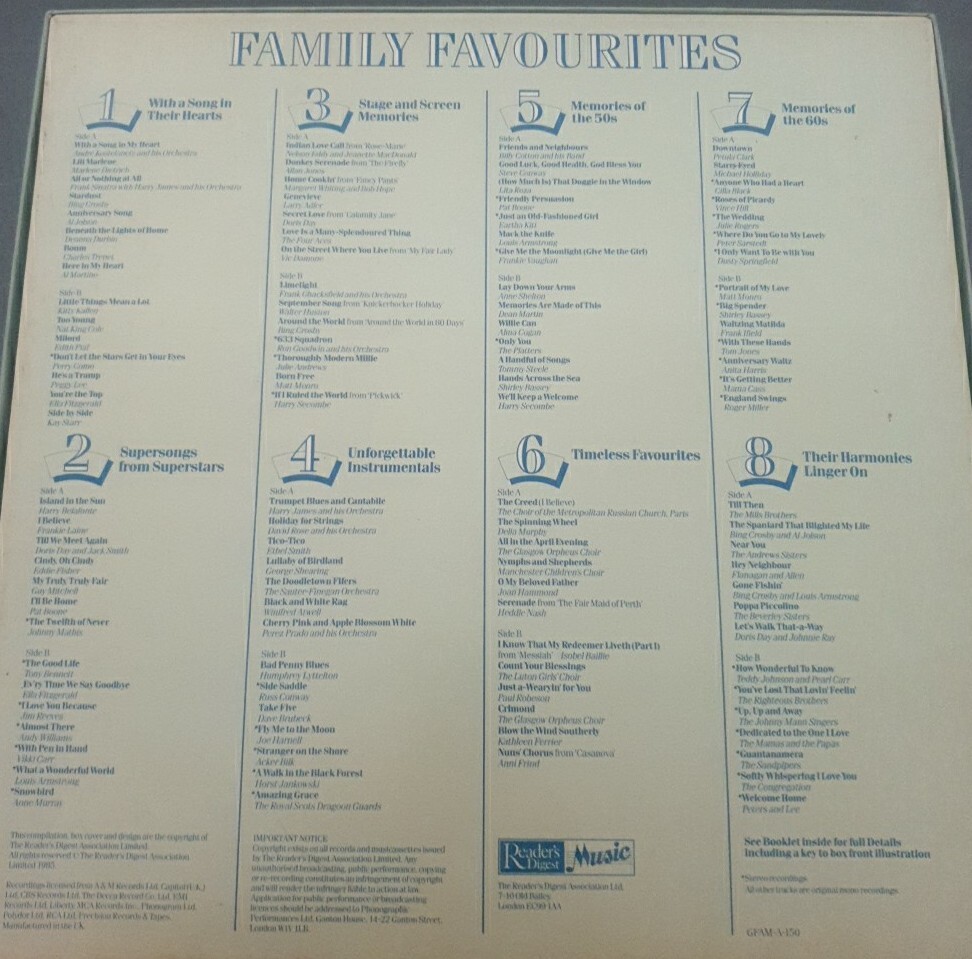 FAMILY FAVOURITES
1
With a Song in
Their Hearts
Side A
With a Song in My Heart
Andre Kostelanetz and his Orchestra
Lili Marlene
Marlene Dietrich
All or Nothing at All
Frank Sinatra with Harry James and his Orchestra
Stardust
Bing Crosby
Anniversary Song
Al Jolson
Beneath the Lights of Home
Deanna Durbin
Boum
Charles Trenet
Here in My Heart
Al Martino
Side B
Little Things Mean a Lot
Kitty Kallen
Too Young
Nat King Cole
Milord
Edith Piaf
*Don't Let the Stars Get in Your Eyes
Perry Como
He's a Tramp
Peggy Lee
You're the Top
Ella Fitzgerald
Side by Side
Kay Starr
2
Supersongs
from Superstars
Side A
Island in the Sun
Harry Belafonte
I Believe
Frankie Laine
Till We Meet Again
Doris Day and Jack Smith
Cindy, Oh Cindy
Eddie Fisher
My Truly, Truly Fair
Guy Mitchell
I'll Be Home
Pat Boone
*The Twelfth of Never
Johnny Mathis
Side B
*The Good Life
Tony Bennett
Ev'ry Time We Say Goodbye
Ella Fitzgerald
*I Love You Because
Jim Reeves
*Almost There
Andy Williams
*With Pen in Hand
Vikki Carr
*What a Wonderful World
Louis Armstrong
*Snowbird
Anne Murray
This compilation, box cover and design are the copyright of
The Reader's Digest Association Limited.
All rights reserved © The Reader's Digest Association
Limited 1985.
Recordings licensed from A & M Records Ltd, Capitol (U.K.)
Ltd, CBS Records Ltd, The Decca Record Co. Ltd, EMI
Records Ltd, Liberty, MCA Records Inc., Phonogram Ltd,
Polydor Ltd, RCA Ltd, Precision Records & Tapes.
Manufactured in the U.K.
3
Stage and Screen
Memories
Side A
Indian Love Call from 'Rose-Marie'
Nelson Eddy and Jeanette MacDonald
Donkey Serenade from 'The Firefly'
Allan Jones
Home Cookin' from 'Fancy Pants'
Margaret Whiting and Bob Hope
Genevieve
Larry Adler
Secret Love from 'Calamity Jane'
Doris Day
Love Is a Many-Splendoured Thing
The Four Aces
On the Street Where You Live from 'My Fair Lady'
Vic Damone
Side B
Limelight
Frank Chacksfield and his Orchestra
September Song from 'Knickerbocker Holiday'
Walter Huston
Around the World from 'Around the World in 80 Days'
Bing Crosby
*633 Squadron
Ron Goodwin and his Orchestra
*Thoroughly Modern Millie
Julie Andrews
Born Free
Matt Monro
*If I Ruled the World from 'Pickwick'
Harry Secombe
4
Unforgettable
Instrumentals
Side A
Trumpet Blues and Cantabile
Harry James and his Orchestra
Holiday for Strings
David Rose and his Orchestra
Tico-Tico
Ethel Smith
Lullaby of Birdland
George Shearing
The Doodletown Fifers
The Sauter-Finegan Orchestra
Black and White Rag
Winifred Atwell
Cherry Pink and Apple Blossom White
Perez Prado and his Orchestra
Side B
Bad Penny Blues
Humphrey Lyttelton
*Side Saddle
Russ Conway
Take Five
Dave Brubeck
*Fly Me to the Moon
Joe Harnell
*Stranger on the Shore
Acker Bilk
*A Walk in the Black Forest
Horst Jankowski
*Amazing Grace
The Royal Scots Dragoon Guards
IMPORTANT NOTICE
Copyright exists on all records and musicassettes issued
by The Reader's Digest Association Limited. Any
unauthorised broadcasting, public performance, copying
or re-recording constitutes an infringement of copyright
and will render the infringer liable to action at law.
Application for public performance or broadcasting
licences should be addressed to Phonographic
Performances Ltd, Ganton House, 14-22 Ganton Street,
London W1V 1LB.
5
Memories of
the 50s
Side A
Friends and Neighbours
Billy Cotton and his Band
Good Luck, Good Health, God Bless You
Steve Conway
(How Much Is) That Doggie in the Window
Lita Roza
*Friendly Persuasion
Pat Boone
*Just an Old-Fashioned Girl
Eartha Kitt
Mack the Knife
Louis Armstrong
*Give Me the Moonlight (Give Me the Girl)
Frankie Vaughan
Side B
Lay Down Your Arms
Anne Shelton
Memories Are Made of This
Dean Martin
Willie Can
Alma Cogan
*Only You
The Platters
A Handful of Songs
Tommy Steele
Hands Across the Sea
Shirley Bassey
We'll Keep a Welcome
Harry Secombe
6
Timeless Favourites
Side A
The Creed (I Believe)
The Choir of the Metropolitan Russian Church, Paris
The Spinning Wheel
Delia Murphy
All in the April Evening
The Glasgow Orpheus Choir
Nymphs and Shepherds
Manchester Children's Choir
O My Beloved Father
Joan Hammond
Serenade from 'The Fair Maid of Perth'
Heddle Nash
Side B
I Know That My Redeemer Liveth (Part 1)
from 'Messiah' Isobel Baillie
Count Your Blessings
The Luton Girls' Choir
Just a-Wearyin' for You
Paul Robeson
Crimond
The Glasgow Orpheus Choir
Blow the Wind Southerly
Kathleen Ferrier
Nuns' Chorus from 'Casanova'
Anni Frind
Reader's
Digest
Music
The Reader's Digest Association Ltd,
7-10 Old Bailey
London EC99 1AA
7
Memories of
the 60s
Side A
Downtown
Petula Clark
Starry-Eyed
Michael Holliday
*Anyone Who Had a Heart
Cilla Black
*Roses of Picardy
Vince Hill
*The Wedding
Julie Rogers
*Where Do You Go to My Lovely
Peter Sarstedt
*I Only Want To Be with You
Dusty Springfield
Side B
*Portrait of My Love
Matt Monro
*Big Spender
Shirley Bassey
Waltzing Matilda
Frank Ifield
*With These Hands
Tom Jones
*Anniversary Waltz
Anita Harris
*It's Getting Better
Mama Cass
*England Swings
Roger Miller
8
Their Harmonies
Linger On
Side A
Till Then
The Mills Brothers
The Spaniard That Blighted My Life
Bing Crosby and Al Jolson
Near You
The Andrews Sisters
Hey Neighbour
Flanagan and Allen
Gone Fishin'
Bing Crosby and Louis Armstrong
Poppa Piccolino
The Beverley Sisters
Let's Walk That-a-Way
Doris Day and Johnnie Ray
Side B
*How Wonderful To Know
Teddy Johnson and Pearl Carr
*You've Lost That Lovin' Feelin'
The Righteous Brothers
*Up, Up and Away
The Johnny Mann Singers
*Dedicated to the One I Love
The Mamas and the Papas
*Guantanamera
The Sandpipers
*Softly Whispering I Love You
The Congregation
*Welcome Home
Peters and Lee
See Booklet Inside for full Details
Including a key to box front illustration
*Stereo recordings.
All other tracks are original mono recordings.
GFAM-A-150